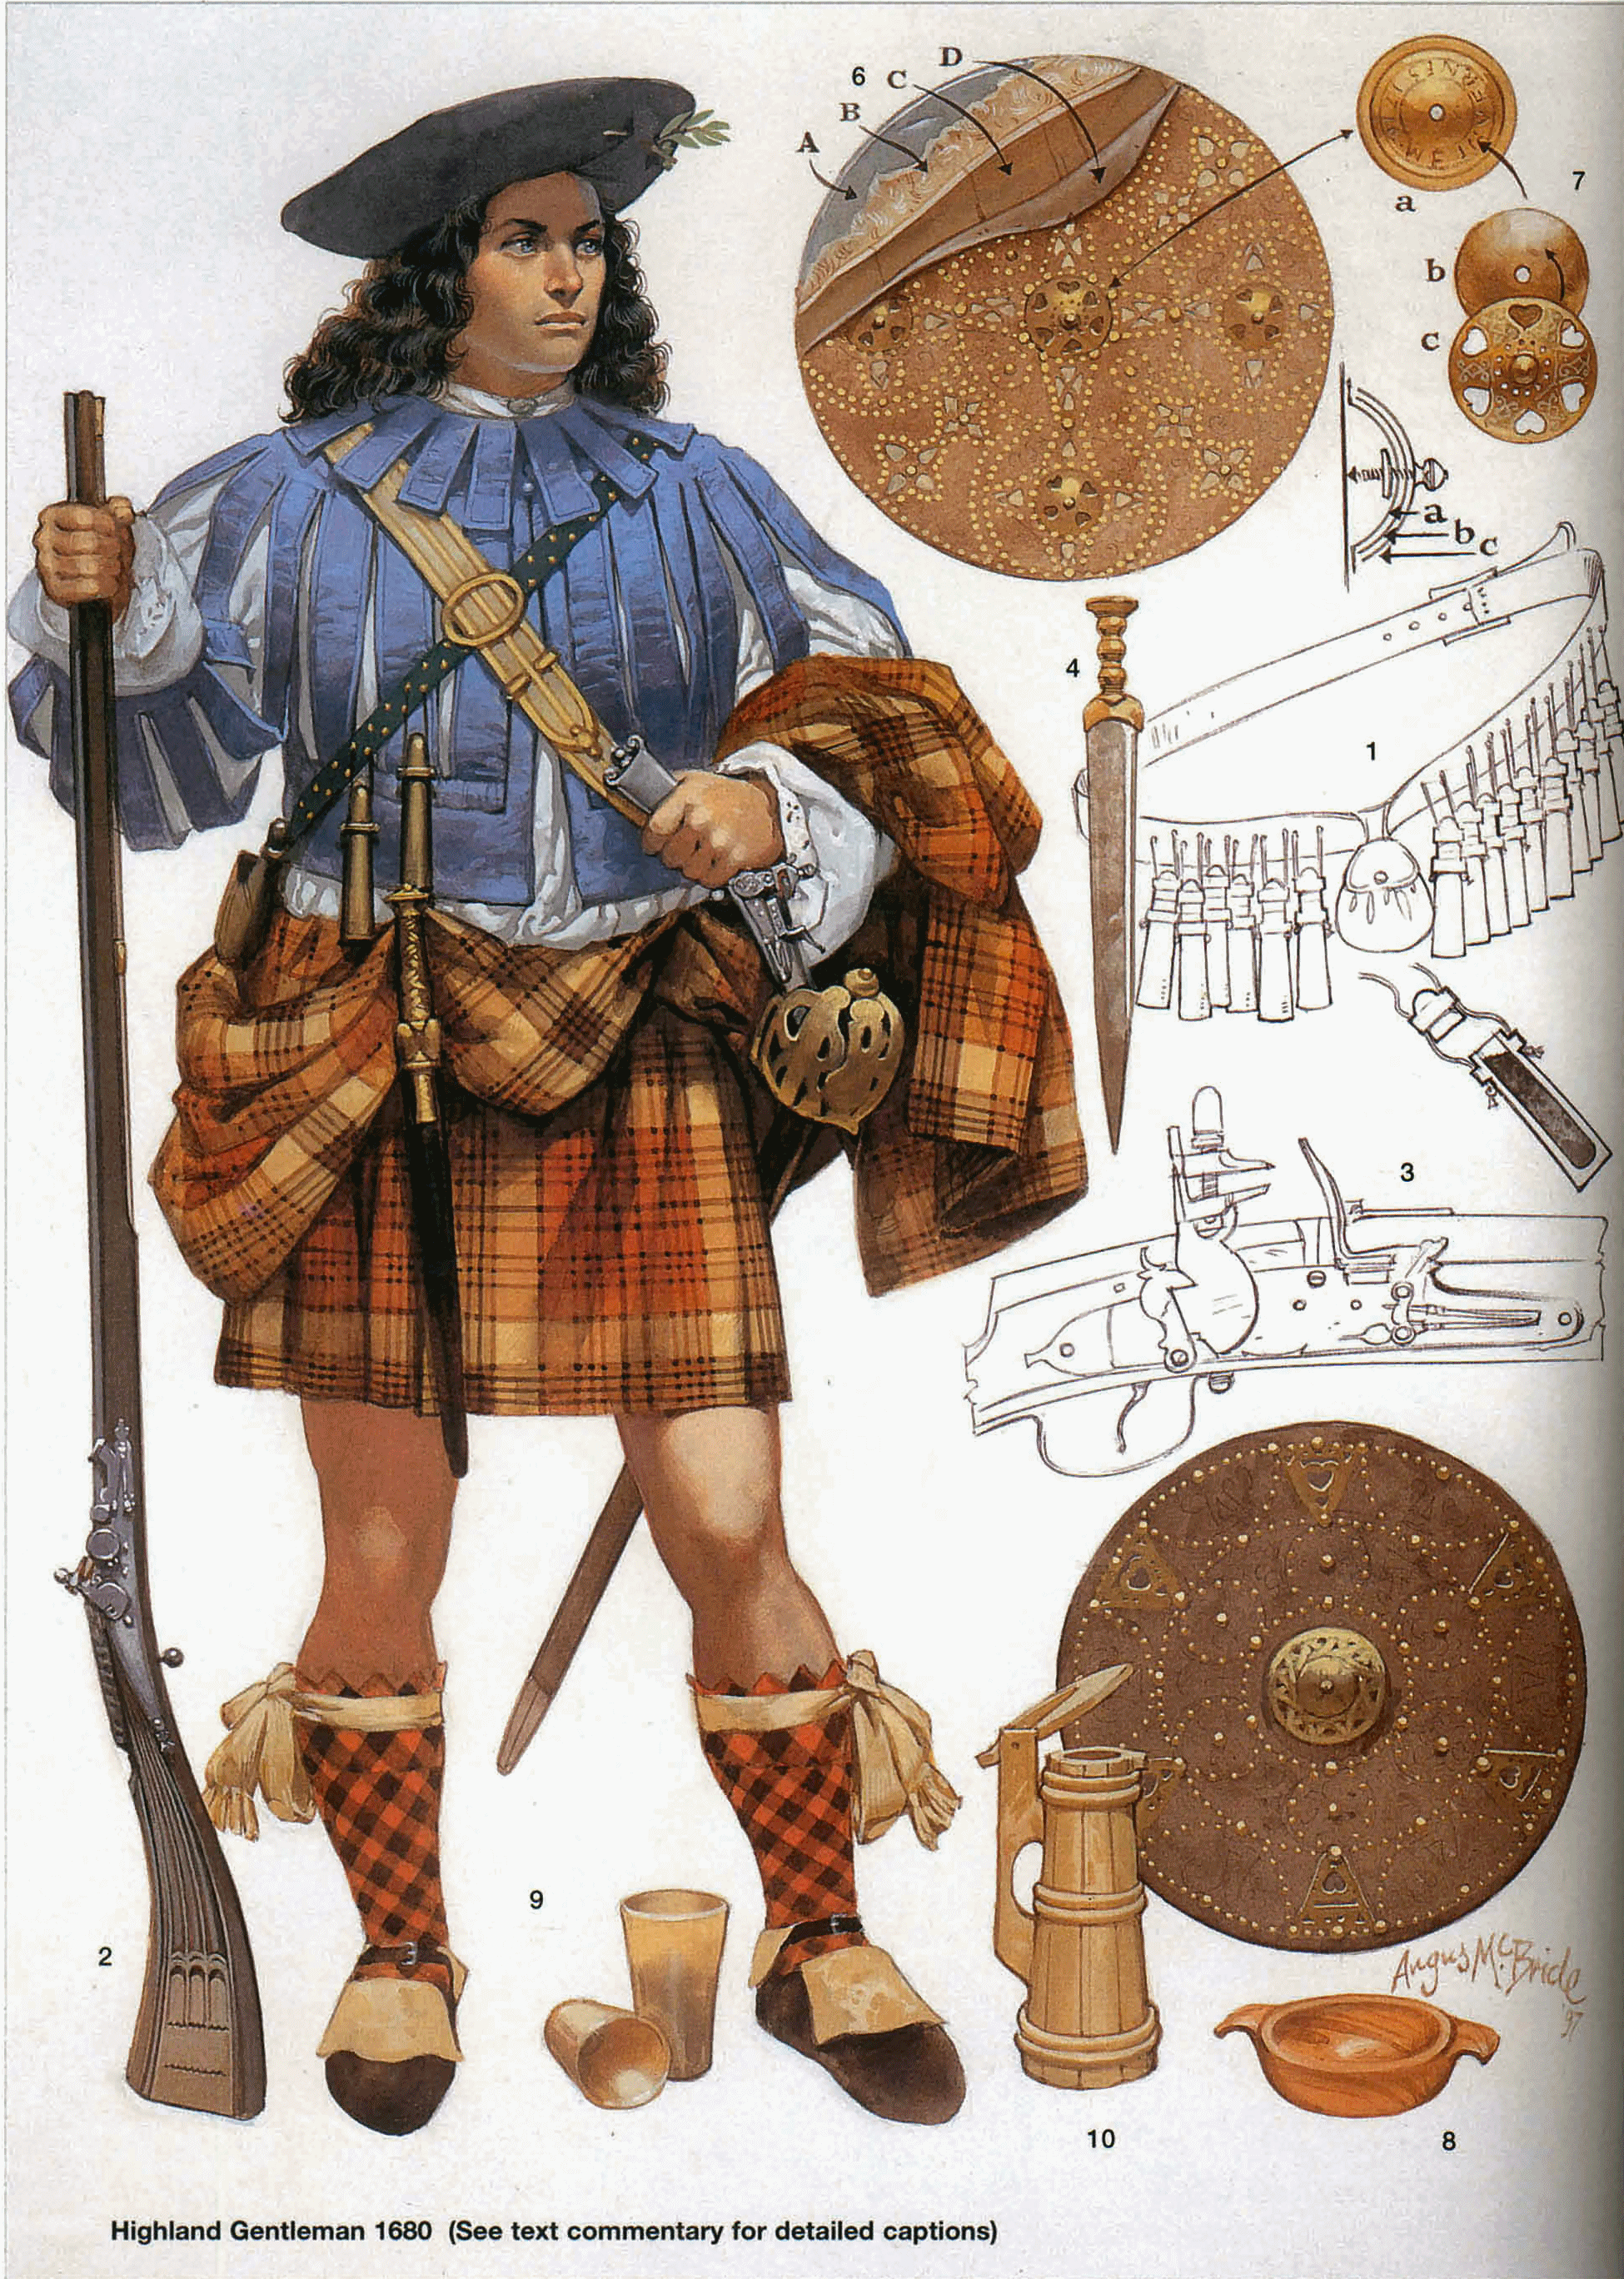 D
6 C
B
A
a
7
b
c
a
b
c
4
1
3
9
2
Angus McBride
'97
10
8
Highland Gentleman 1680 (See text commentary for detailed captions)